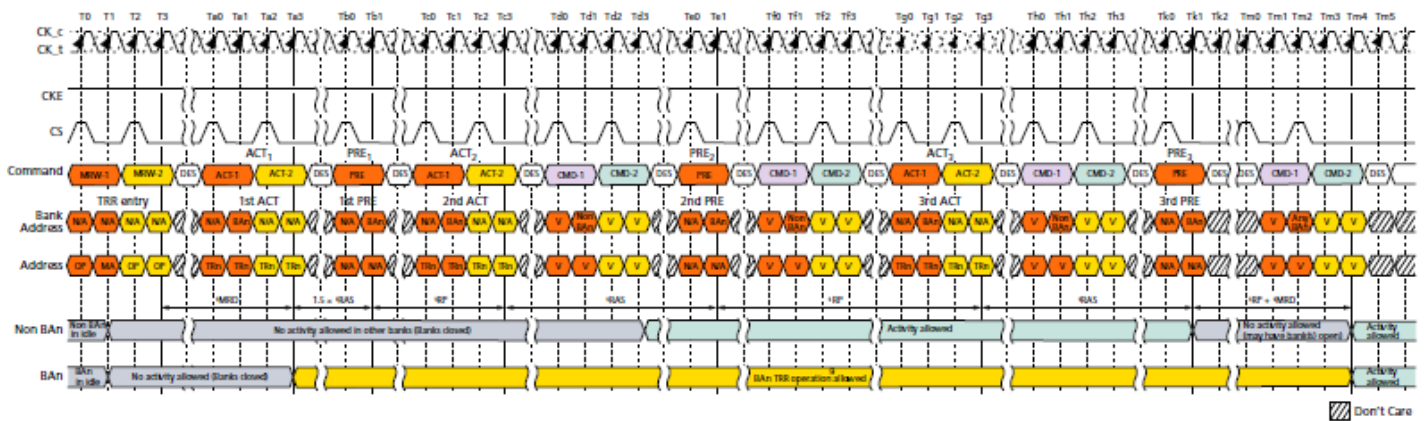 T0 T1 T2 T3 Ta0 Ta1 Ta2 Ta3 Tb0 Tb1 Tc0 Tc1 Tc2 Tc3 Td0 Td1 Td2 Td3 Te0 Te1 Tf0 Tf1 Tf2 Tf3 Tg0 Tg1 Tg2 Tg3 Th0 Th1 Th2 Th3 Tk0 Tk1 Tk2 Tm0 Tm1 Tm2 Tm3 Tm4 Tm5
CK_c
CK_t
CKE
CS
ACT1 PRE1 ACT2 PRE2 ACT3 PRE3
Command MRW-1 MRW-2 DES ACT-1 ACT-2 DES PRE DES ACT-1 ACT-2 DES CMD-1 CMD-2 DES PRE DES CMD-1 CMD-2 DES ACT-1 ACT-2 DES CMD-1 CMD-2 DES PRE DES DES CMD-1 CMD-2 DES
TRR entry 1st ACT 1st PRE 2nd ACT 2nd PRE 3rd ACT 3rd PRE
Bank Address N/A N/A N/A N/A N/A BAn N/A N/A N/A BAn N/A BAn N/A N/A V Non BAn V V N/A BAn V Non BAn V V N/A BAn N/A N/A V Non BAn V V N/A BAn V Any BAn V V
Address OP MA OP OP TRn TRn TRn TRn N/A N/A TRn TRn TRn TRn V V V V N/A N/A V V V V TRn TRn TRn TRn V V V V N/A N/A V V V V
tMRD 1.5 × tRAS tRP tRAS tRP tRAS tRP + tMRD
Non BAn Non BAn in idle No activity allowed in other banks (Banks closed) Activity allowed No activity allowed (may have bank(s) open) Activity allowed
BAn BAn in idle No activity allowed (Banks closed) BAn TRR operation allowed Activity allowed
Don't Care